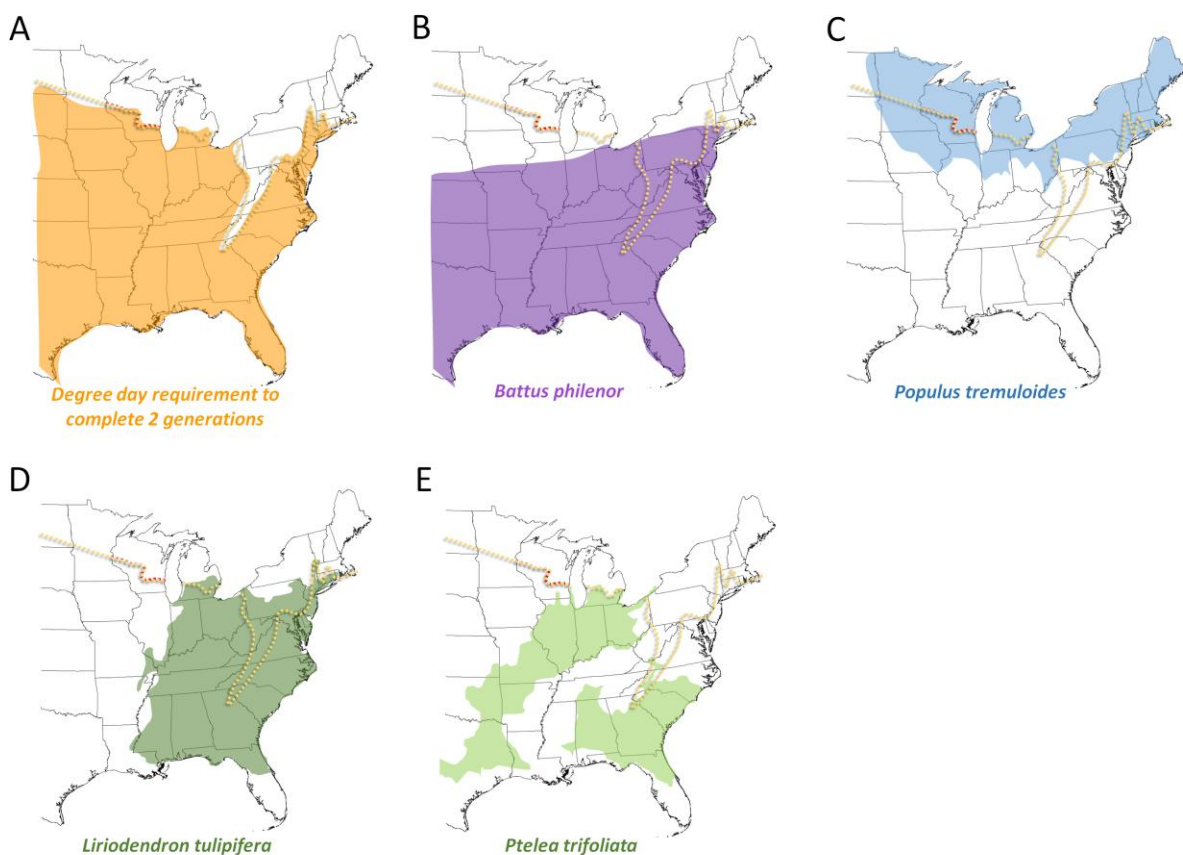 A
B
C
Degree day requirement to
complete 2 generations
Battus philenor
Populus tremuloides
D
E
Liriodendron tulipifera
Ptelea trifoliata